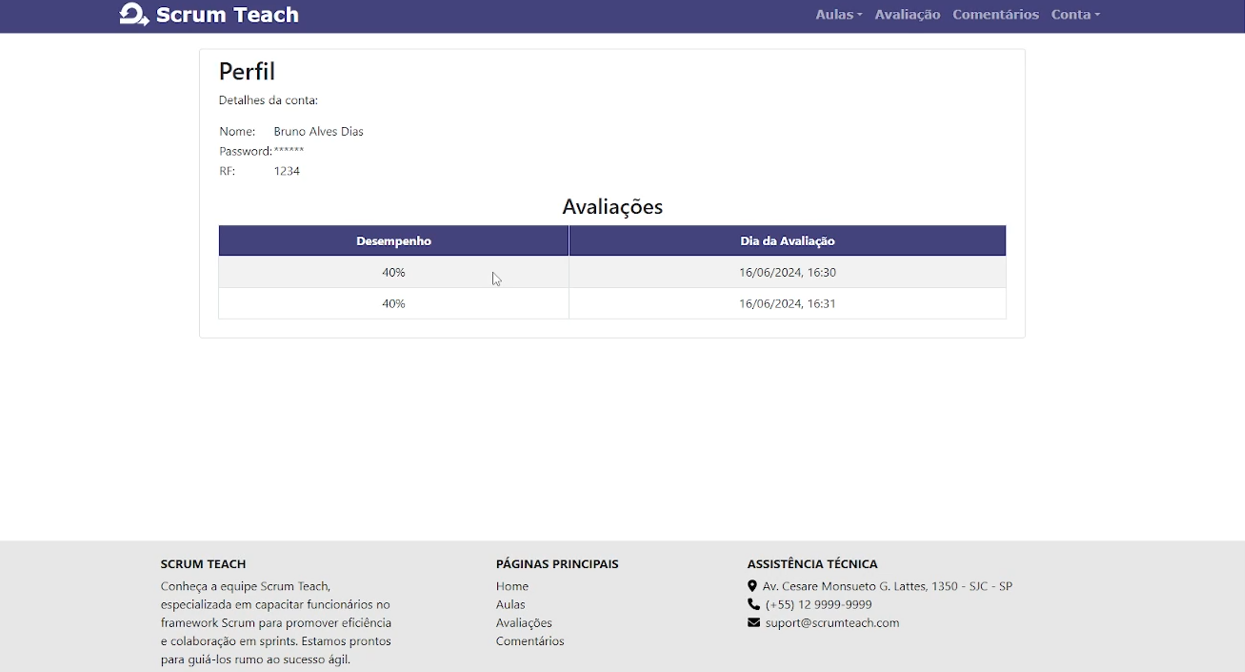 Scrum Teach
Aulas Avaliação Comentários Conta
Perfil
Detalhes da conta:
Nome: Bruno Alves Dias
Password: ******
RF: 1234
Avaliações
Desempenho Dia da Avaliação
40% 16/06/2024, 16:30
40% 16/06/2024, 16:31
SCRUM TEACH
Conheça a equipe Scrum Teach,
especializada em capacitar funcionários no
framework Scrum para promover eficiência
e colaboração em sprints. Estamos prontos
para guiá-los rumo ao sucesso ágil.
PÁGINAS PRINCIPAIS
Home
Aulas
Avaliações
Comentários
ASSISTÊNCIA TÉCNICA
Av. Cesare Monsueto G. Lattes, 1350 - SJC - SP
(+55) 12 9999-9999
suport@scrumteach.com